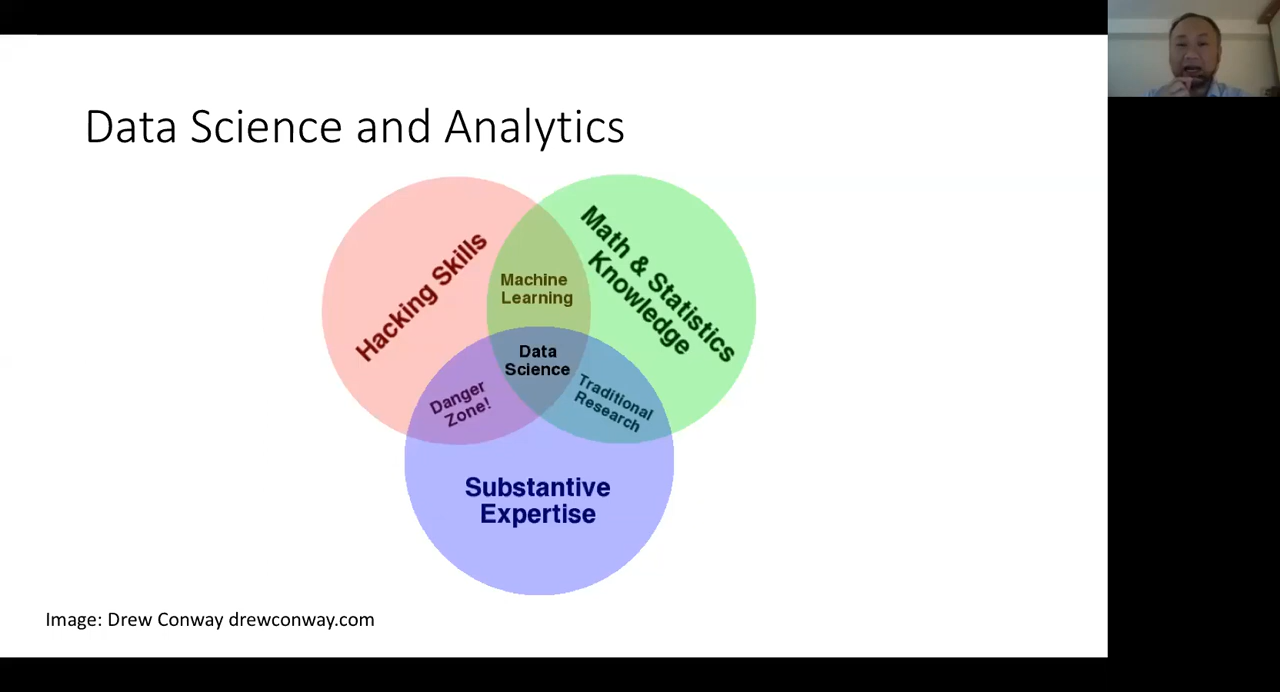 Data Science and Analytics
Hacking Skills
Math & Statistics
Knowledge
Machine
Learning
Data
Science
Danger
Zone!
Traditional
Research
Substantive
Expertise
Image: Drew Conway drewconway.com